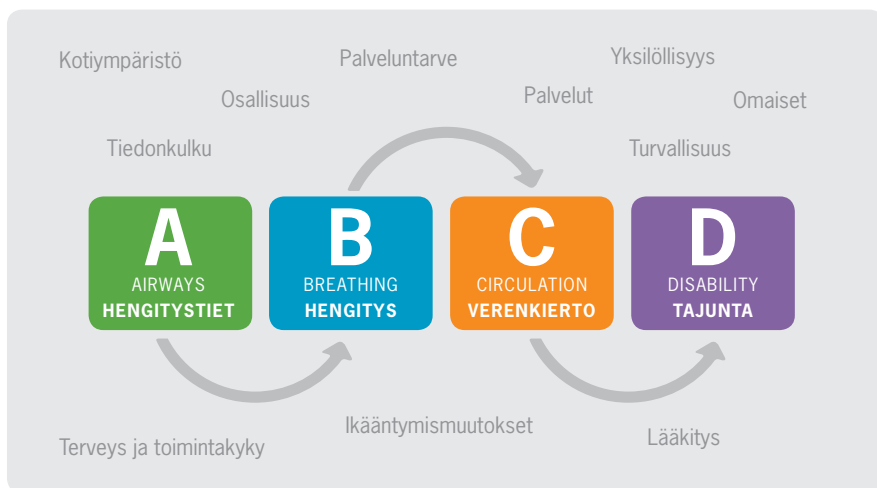 Kotiympäristö
Palveluntarve
Yksilöllisyys
Osallisuus
Palvelut
Omaiset
Tiedonkulku
Turvallisuus
A
AIRWAYS
HENGITYSTIET
B
BREATHING
HENGITYS
C
CIRCULATION
VERENKIERTO
D
DISABILITY
TAJUNTA
Terveys ja toimintakyky
Ikääntymismuutokset
Lääkitys